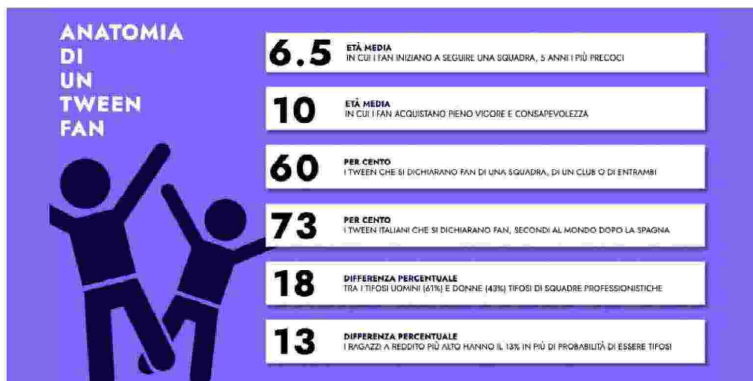 ANATOMIA
DI
UN
TWEEN
FAN
6.5
ETÀ MEDIA
IN CUI I FAN INIZIANO A SEGUIRE UNA SQUADRA, 5 ANNI I PIÙ PRECOCI
10
ETÀ MEDIA
IN CUI I FAN ACQUISTANO PIENO VIGORE E CONSAPEVOLEZZA
60
PER CENTO
I TWEEN CHE SI DICHIARANO FAN DI UNA SQUADRA, DI UN CLUB O DI ENTRAMBI
73
PER CENTO
I TWEEN ITALIANI CHE SI DICHIARANO FAN, SECONDI AL MONDO DOPO LA SPAGNA
18
DIFFERENZA PERCENTUALE
TRA I TIFOSI UOMINI (61%) E DONNE (43%) TIFOSI DI SQUADRE PROFESSIONISTICHE
13
DIFFERENZA PERCENTUALE
I RAGAZZI A REDDITO PIÙ ALTO HANNO IL 13% IN PIÙ DI PROBABILITÀ DI ESSERE TIFOSI